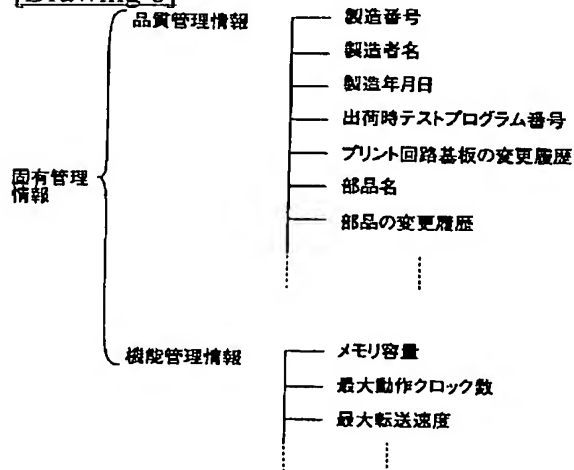 品質管理情報
製造番号
製造者名
製造年月日
出荷時テストプログラム番号
プリント回路基板の変更履歴
部品名
部品の変更履歴
固有管理
情報
機能管理情報
メモリ容量
最大動作クロック数
最大転送速度